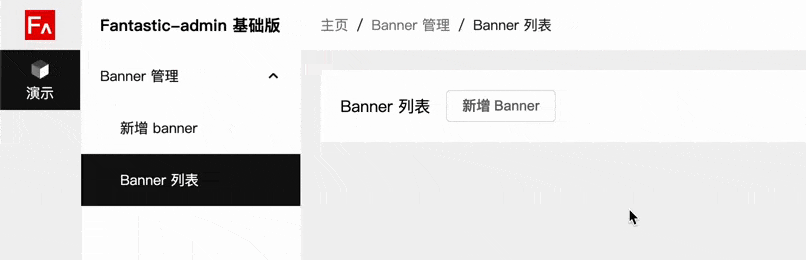 FA
Fantastic-admin 基础版
主页 / Banner 管理 / Banner 列表
演示
Banner 管理
新增 banner
Banner 列表
Banner 列表
新增 Banner